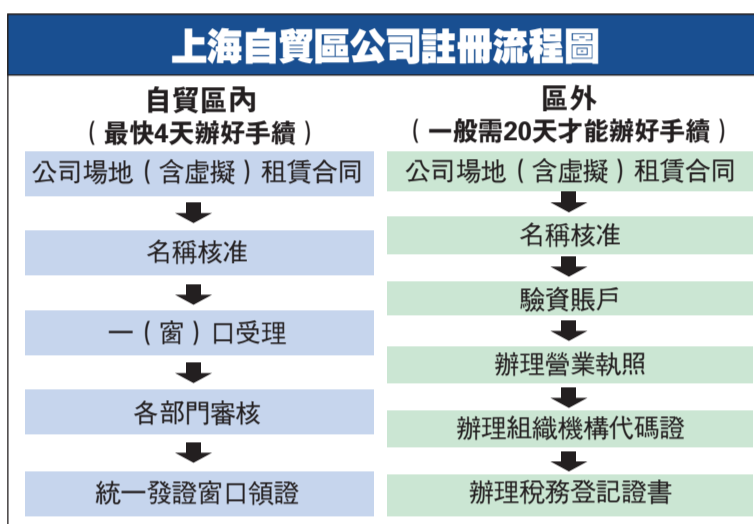 上海自貿區公司註冊流程圖
自貿區內
（最快4天辦好手續）
公司場地（含虛擬）租賃合同
名稱核准
一（窗）口受理
各部門審核
統一發證窗口領證
區外
（一般需20天才能辦好手續）
公司場地（含虛擬）租賃合同
名稱核准
驗資賬戶
辦理營業執照
辦理組織機構代碼證
辦理稅務登記證書